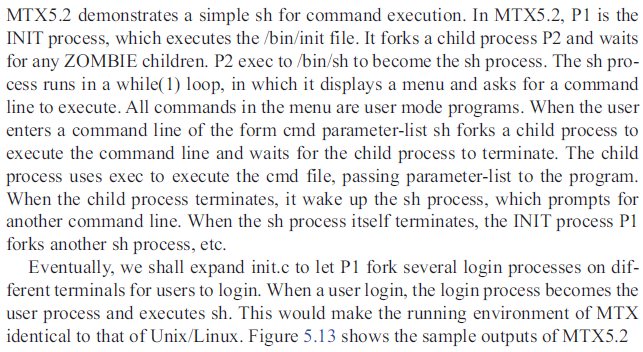 MTX5.2 demonstrates a simple sh for command execution. In MTX5.2, P1 is the
INIT process, which executes the /bin/init file. It forks a child process P2 and waits
for any ZOMBIE children. P2 exec to /bin/sh to become the sh process. The sh pro-
cess runs in a while(1) loop, in which it displays a menu and asks for a command
line to execute. All commands in the menu are user mode programs. When the user
enters a command line of the form cmd parameter-list sh forks a child process to
execute the command line and waits for the child process to terminate. The child
process uses exec to execute the cmd file, passing parameter-list to the program.
When the child process terminates, it wake up the sh process, which prompts for
another command line. When the sh process itself terminates, the INIT process P1
forks another sh process, etc.
Eventually, we shall expand init.c to let P1 fork several login processes on dif-
ferent terminals for users to login. When a user login, the login process becomes the
user process and executes sh. This would make the running environment of MTX
identical to that of Unix/Linux. Figure 5.13 shows the sample outputs of MTX5.2